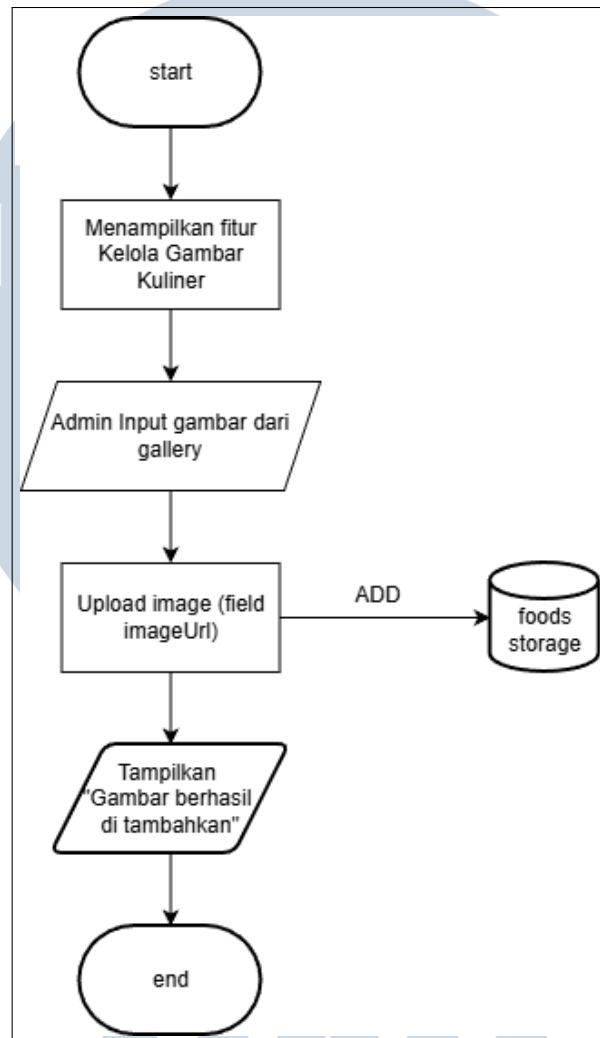 start
Menampilkan fitur
Kelola Gambar
Kuliner
Admin Input gambar dari
gallery
Upload image (field
imageUrl)
ADD
foods
storage
Tampilkan
"Gambar berhasil
di tambahkan"
end